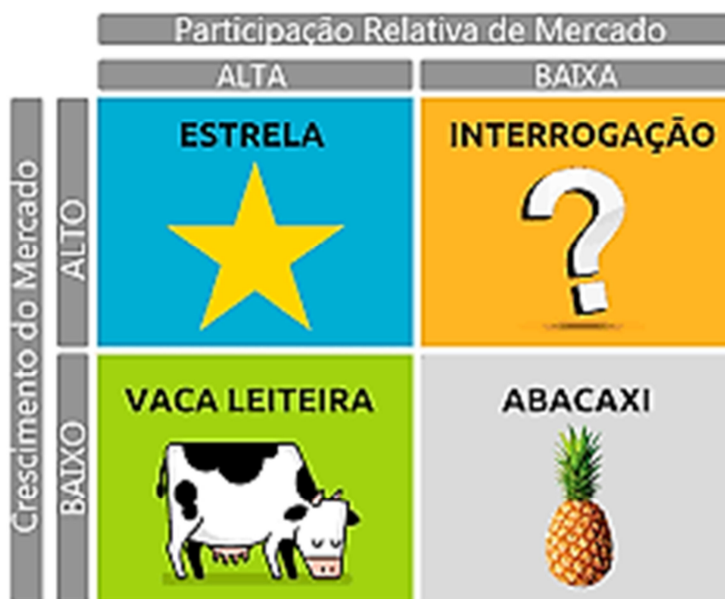 Participação Relativa de Mercado
ALTA
BAIXA
Crescimento do Mercado
ALTO
ESTRELA
INTERROGAÇÃO
BAIXO
VACA LEITEIRA
ABACAXI